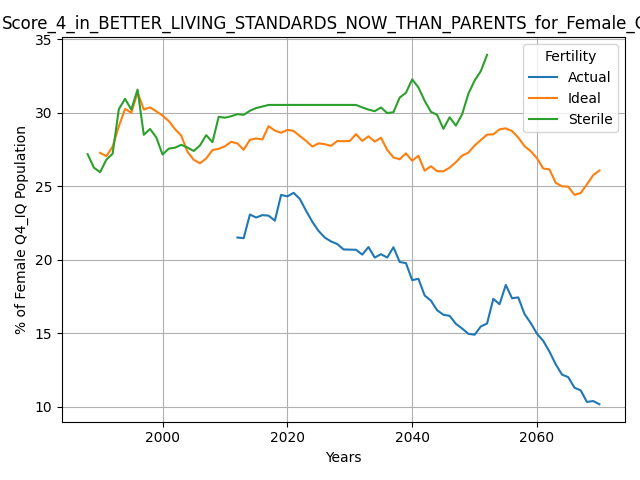 Score_4_in_BETTER_LIVING_STANDARDS_NOW_THAN_PARENTS_for_Female_
35
30
25
20
15
10
% of Female Q4_IQ Population
Fertility
Actual
Ideal
Sterile
2000
2020
2040
2060
Years